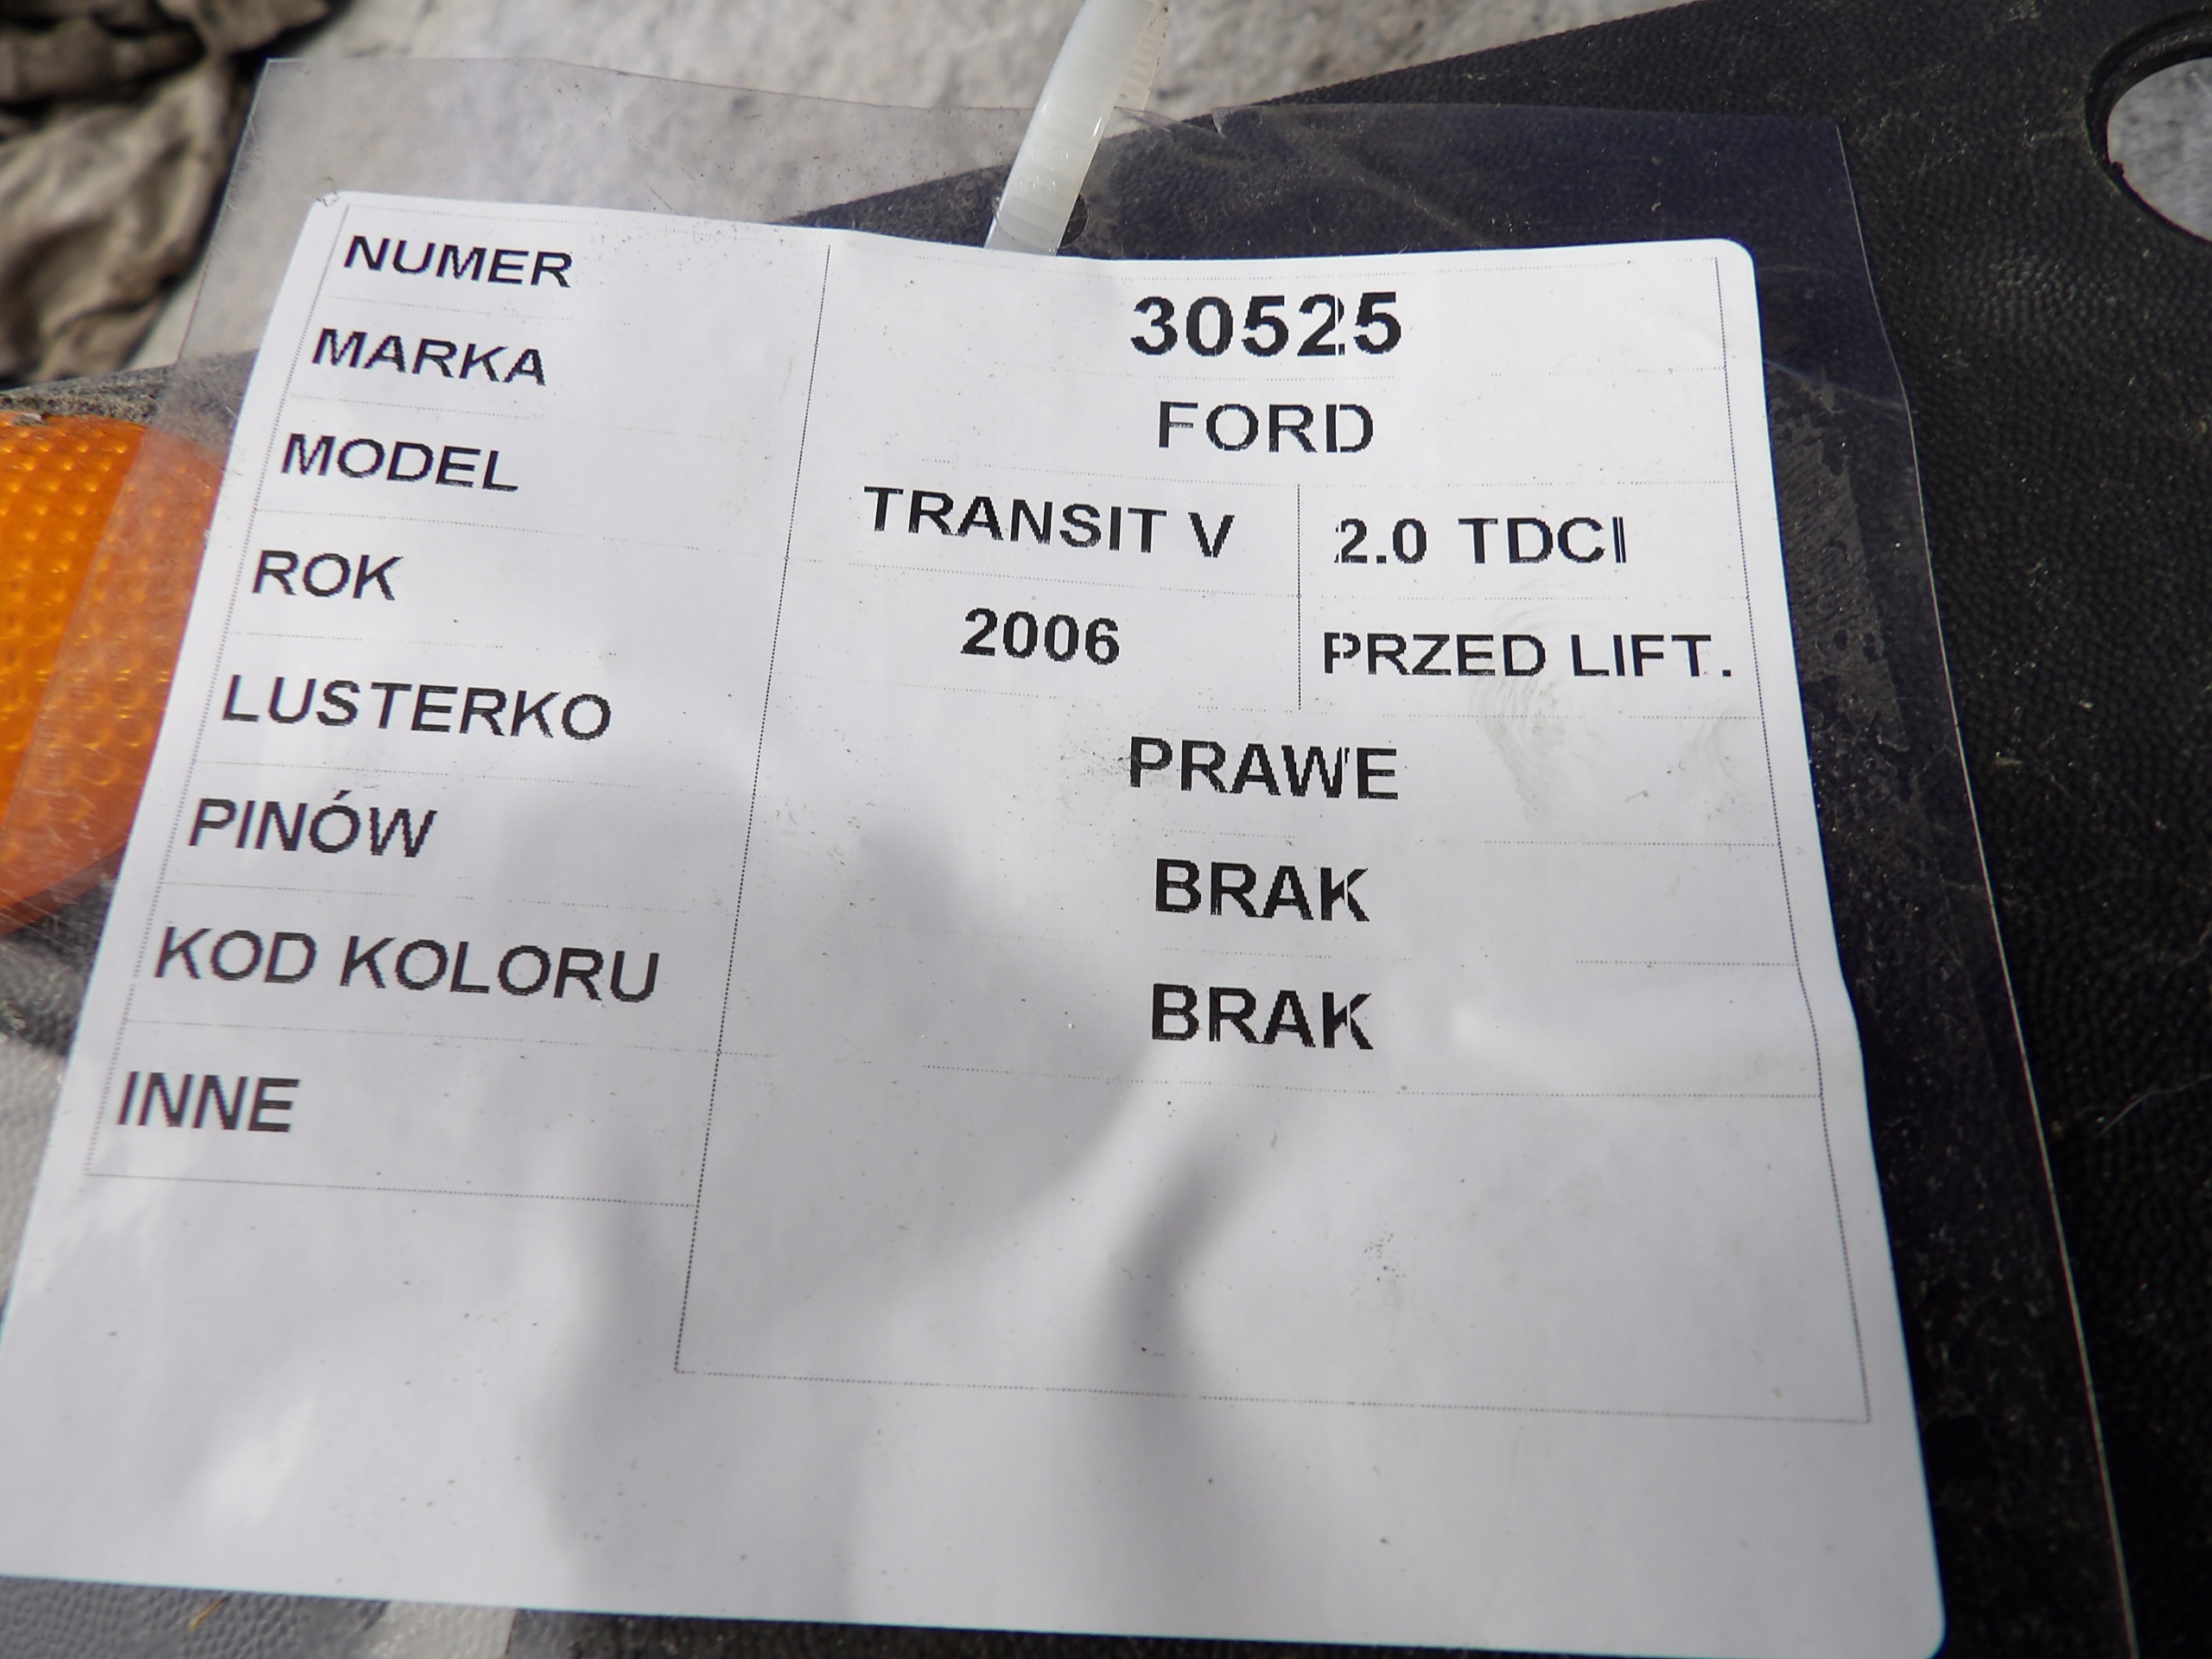 NUMER 30525
MARKA FORD
MODEL TRANSIT V 2.0 TDCI
ROK 2006 PRZED LIFT.
LUSTERKO PRAWE
PINÓW BRAK
KOD KOLORU BRAK
INNE